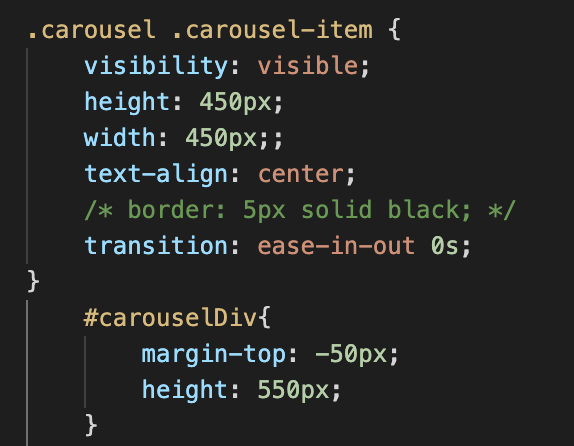 .carousel .carousel-item {
    visibility: visible;
    height: 450px;
    width: 450px;;
    text-align: center;
    /* border: 5px solid black; */
    transition: ease-in-out 0s;
}
    #carouselDiv{
        margin-top: -50px;
        height: 550px;
    }